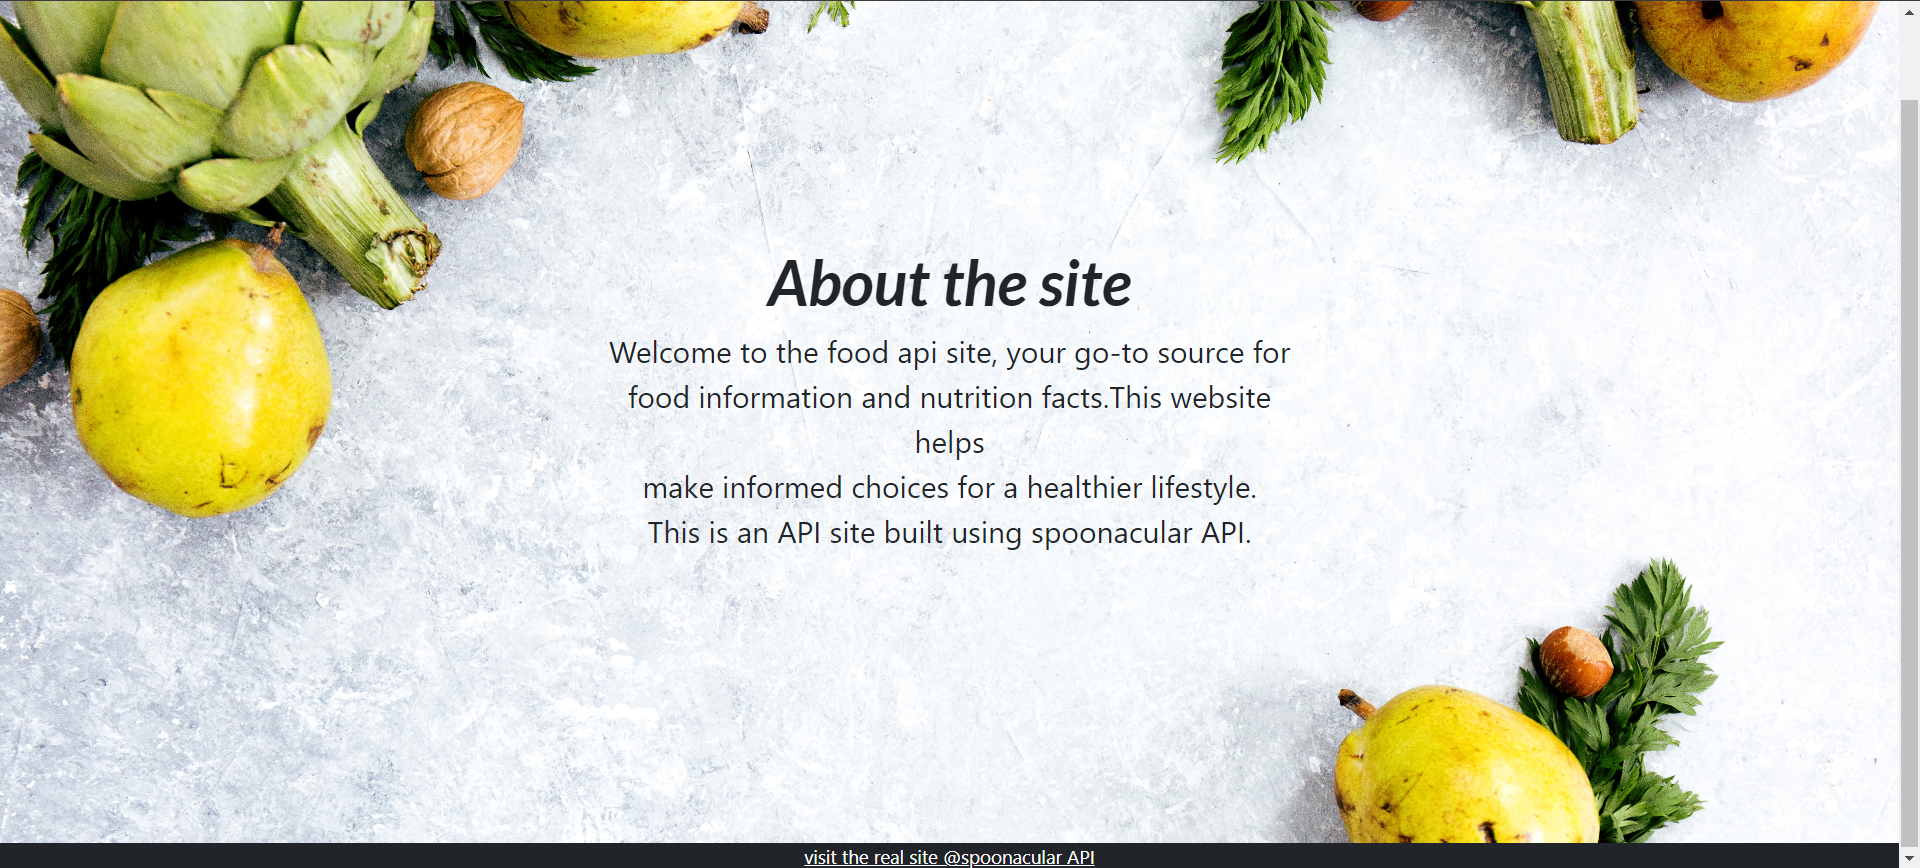 About the site
Welcome to the food api site, your go-to source for
food information and nutrition facts.This website
helps
make informed choices for a healthier lifestyle.
This is an API site built using spoonacular API.
visit the real site @spoonacular API